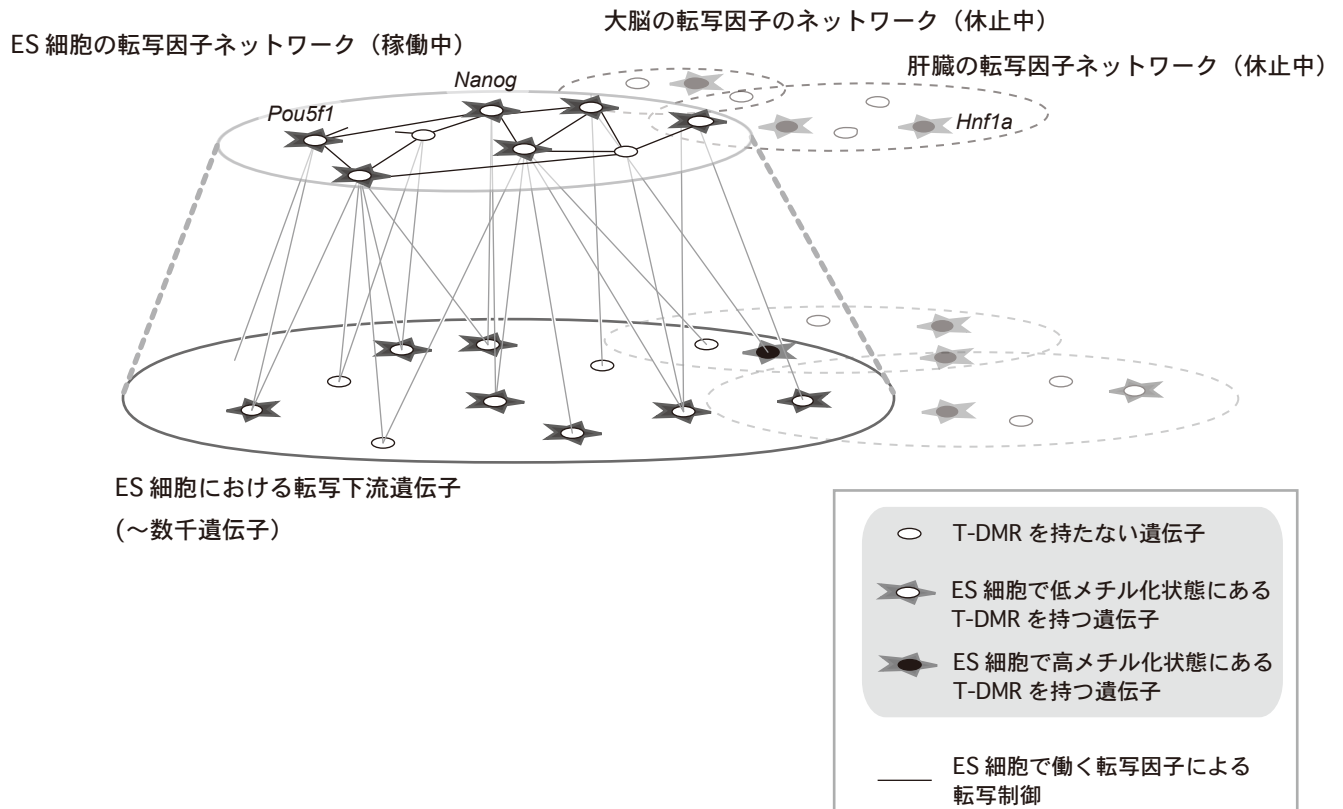 大脳の転写因子のネットワーク（休止中）
ES 細胞の転写因子ネットワーク（稼働中）
肝臓の転写因子ネットワーク（休止中）
Nanog
Pou5f1
Hnf1a
ES 細胞における転写下流遺伝子
(～数千遺伝子）
T-DMR を持たない遺伝子
ES 細胞で低メチル化状態にある
T-DMR を持つ遺伝子
ES 細胞で高メチル化状態にある
T-DMR を持つ遺伝子
ES 細胞で働く転写因子による
転写制御